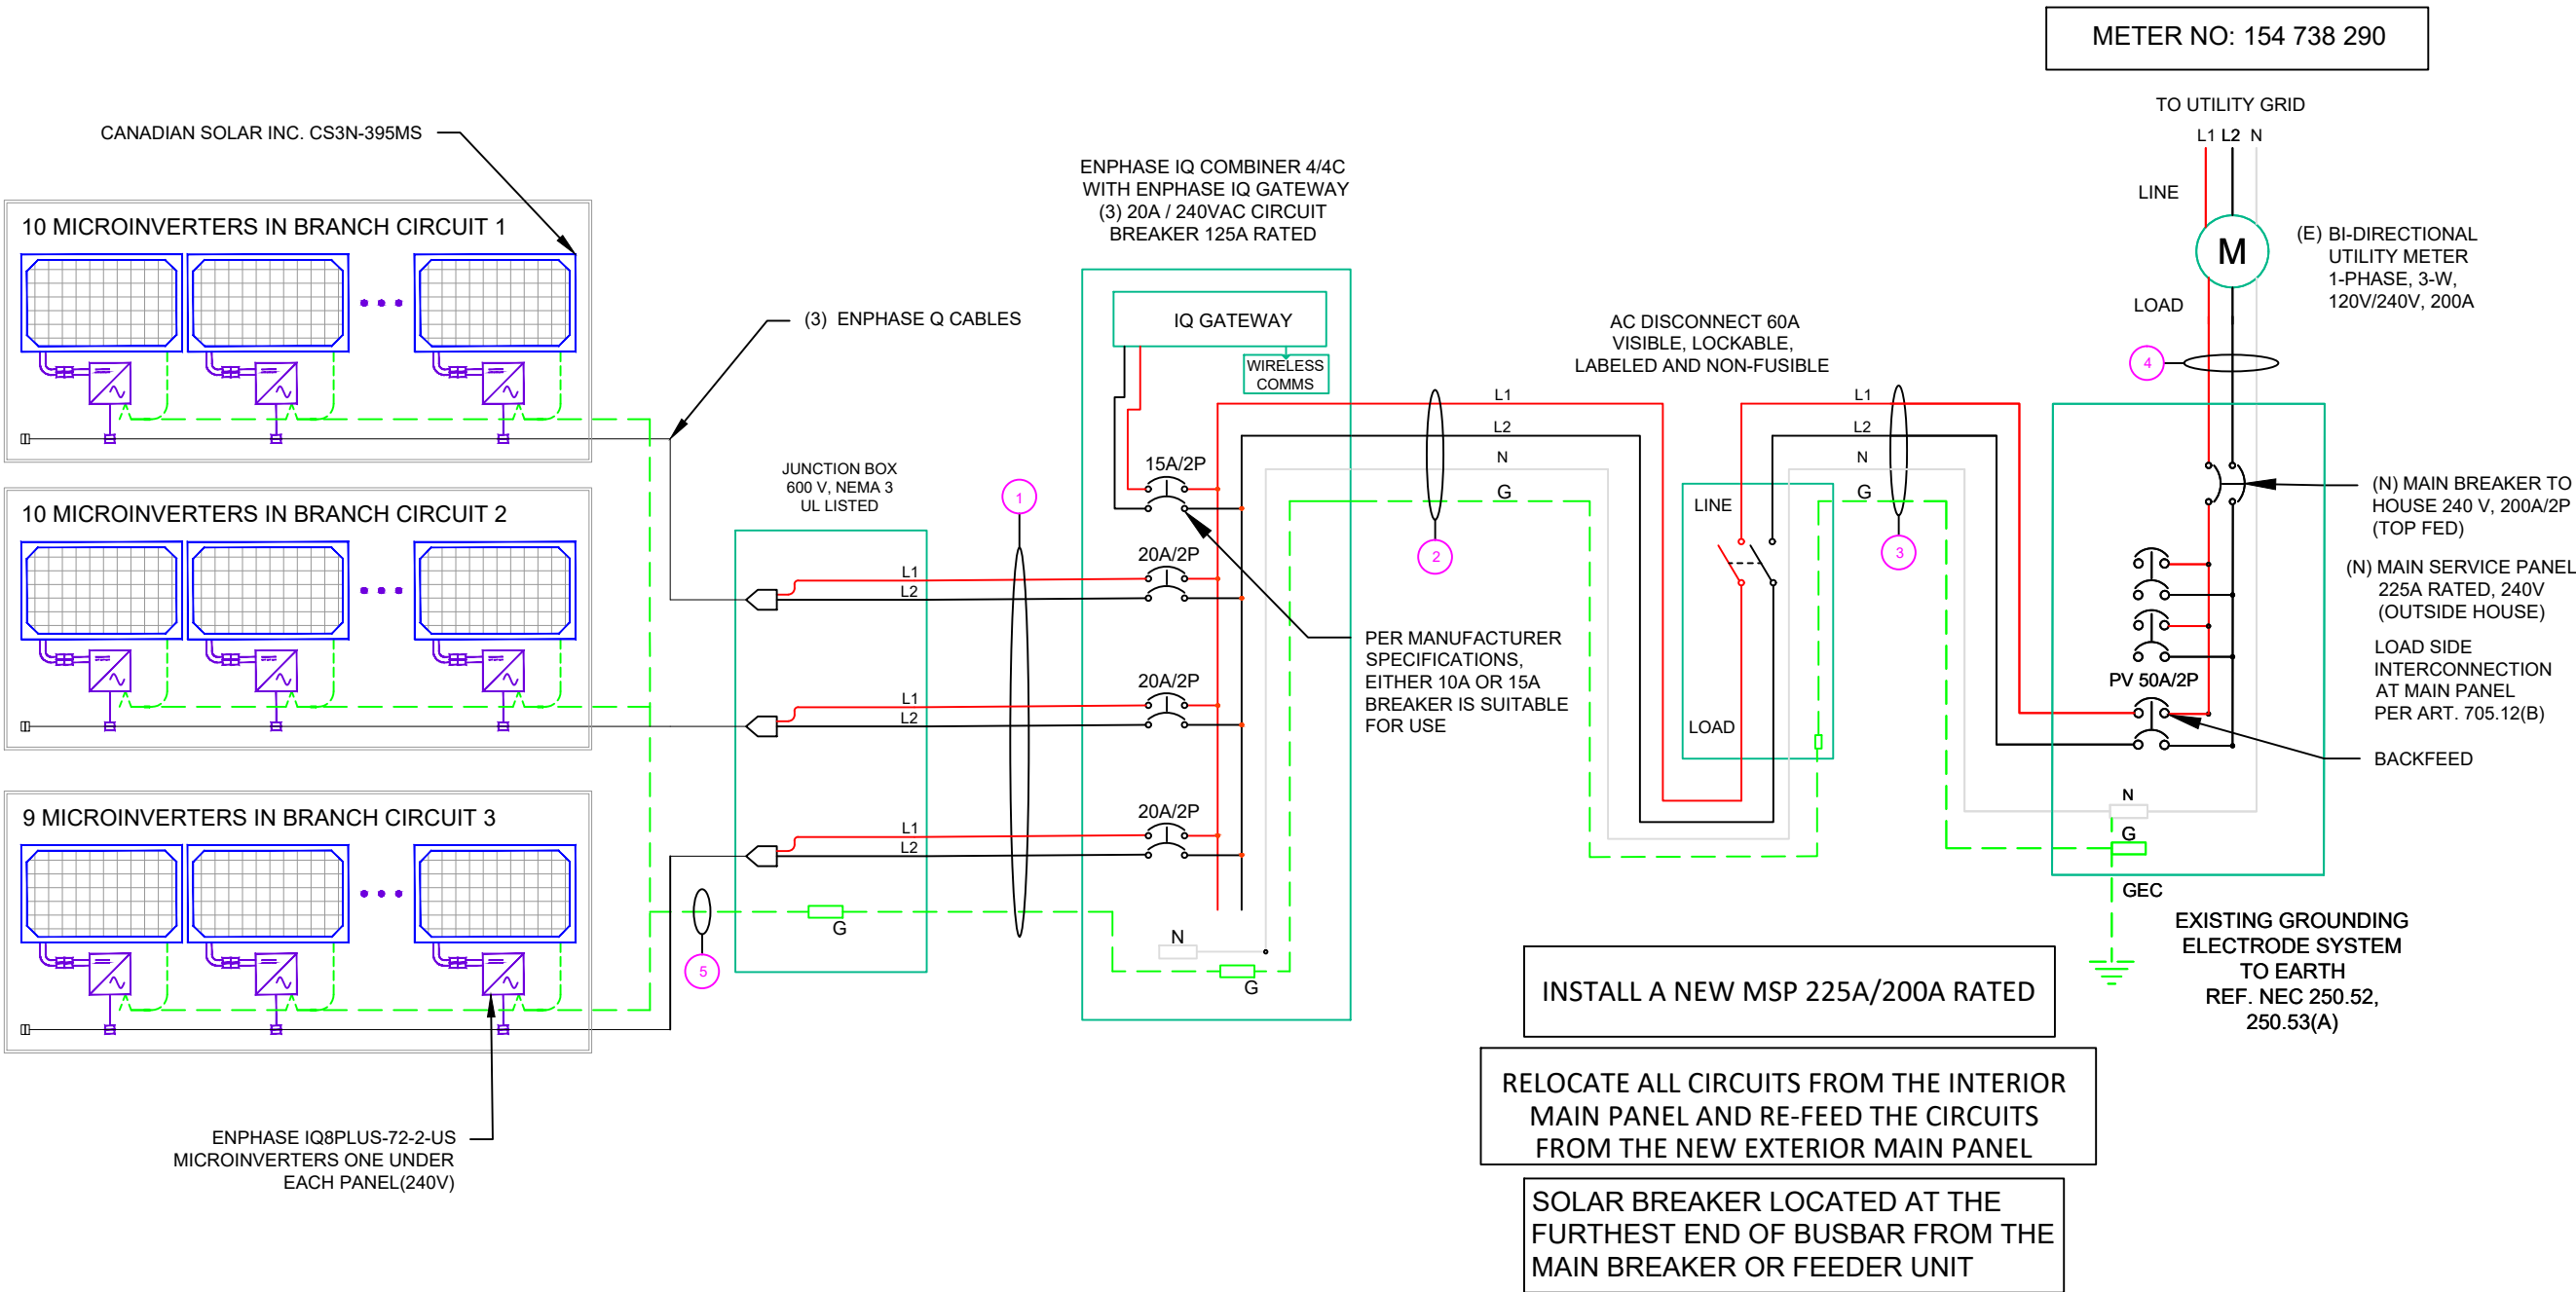 METER NO: 154 738 290
TO UTILITY GRID
L1 L2 N
LINE
M
(E) BI-DIRECTIONAL
UTILITY METER
1-PHASE, 3-W,
120V/240V, 200A
LOAD
4
CANADIAN SOLAR INC. CS3N-395MS
10 MICROINVERTERS IN BRANCH CIRCUIT 1
10 MICROINVERTERS IN BRANCH CIRCUIT 2
9 MICROINVERTERS IN BRANCH CIRCUIT 3
ENPHASE IQ8PLUS-72-2-US
MICROINVERTERS ONE UNDER
EACH PANEL(240V)
(3) ENPHASE Q CABLES
JUNCTION BOX
600 V, NEMA 3
UL LISTED
L1
L2
L1
L2
L1
L2
G
5
1
ENPHASE IQ COMBINER 4/4C
WITH ENPHASE IQ GATEWAY
(3) 20A / 240VAC CIRCUIT
BREAKER 125A RATED
IQ GATEWAY
WIRELESS
COMMS
15A/2P
20A/2P
20A/2P
20A/2P
N
G
PER MANUFACTURER
SPECIFICATIONS,
EITHER 10A OR 15A
BREAKER IS SUITABLE
FOR USE
L1
L2
N
G
2
AC DISCONNECT 60A
VISIBLE, LOCKABLE,
LABELED AND NON-FUSIBLE
LINE
LOAD
L1
L2
N
G
3
(N) MAIN BREAKER TO
HOUSE 240 V, 200A/2P
(TOP FED)
(N) MAIN SERVICE PANEL
225A RATED, 240V
(OUTSIDE HOUSE)
LOAD SIDE
INTERCONNECTION
AT MAIN PANEL
PER ART. 705.12(B)
PV 50A/2P
BACKFEED
N
G
GEC
EXISTING GROUNDING
ELECTRODE SYSTEM
TO EARTH
REF. NEC 250.52,
250.53(A)
INSTALL A NEW MSP 225A/200A RATED
RELOCATE ALL CIRCUITS FROM THE INTERIOR
MAIN PANEL AND RE-FEED THE CIRCUITS
FROM THE NEW EXTERIOR MAIN PANEL
SOLAR BREAKER LOCATED AT THE
FURTHEST END OF BUSBAR FROM THE
MAIN BREAKER OR FEEDER UNIT